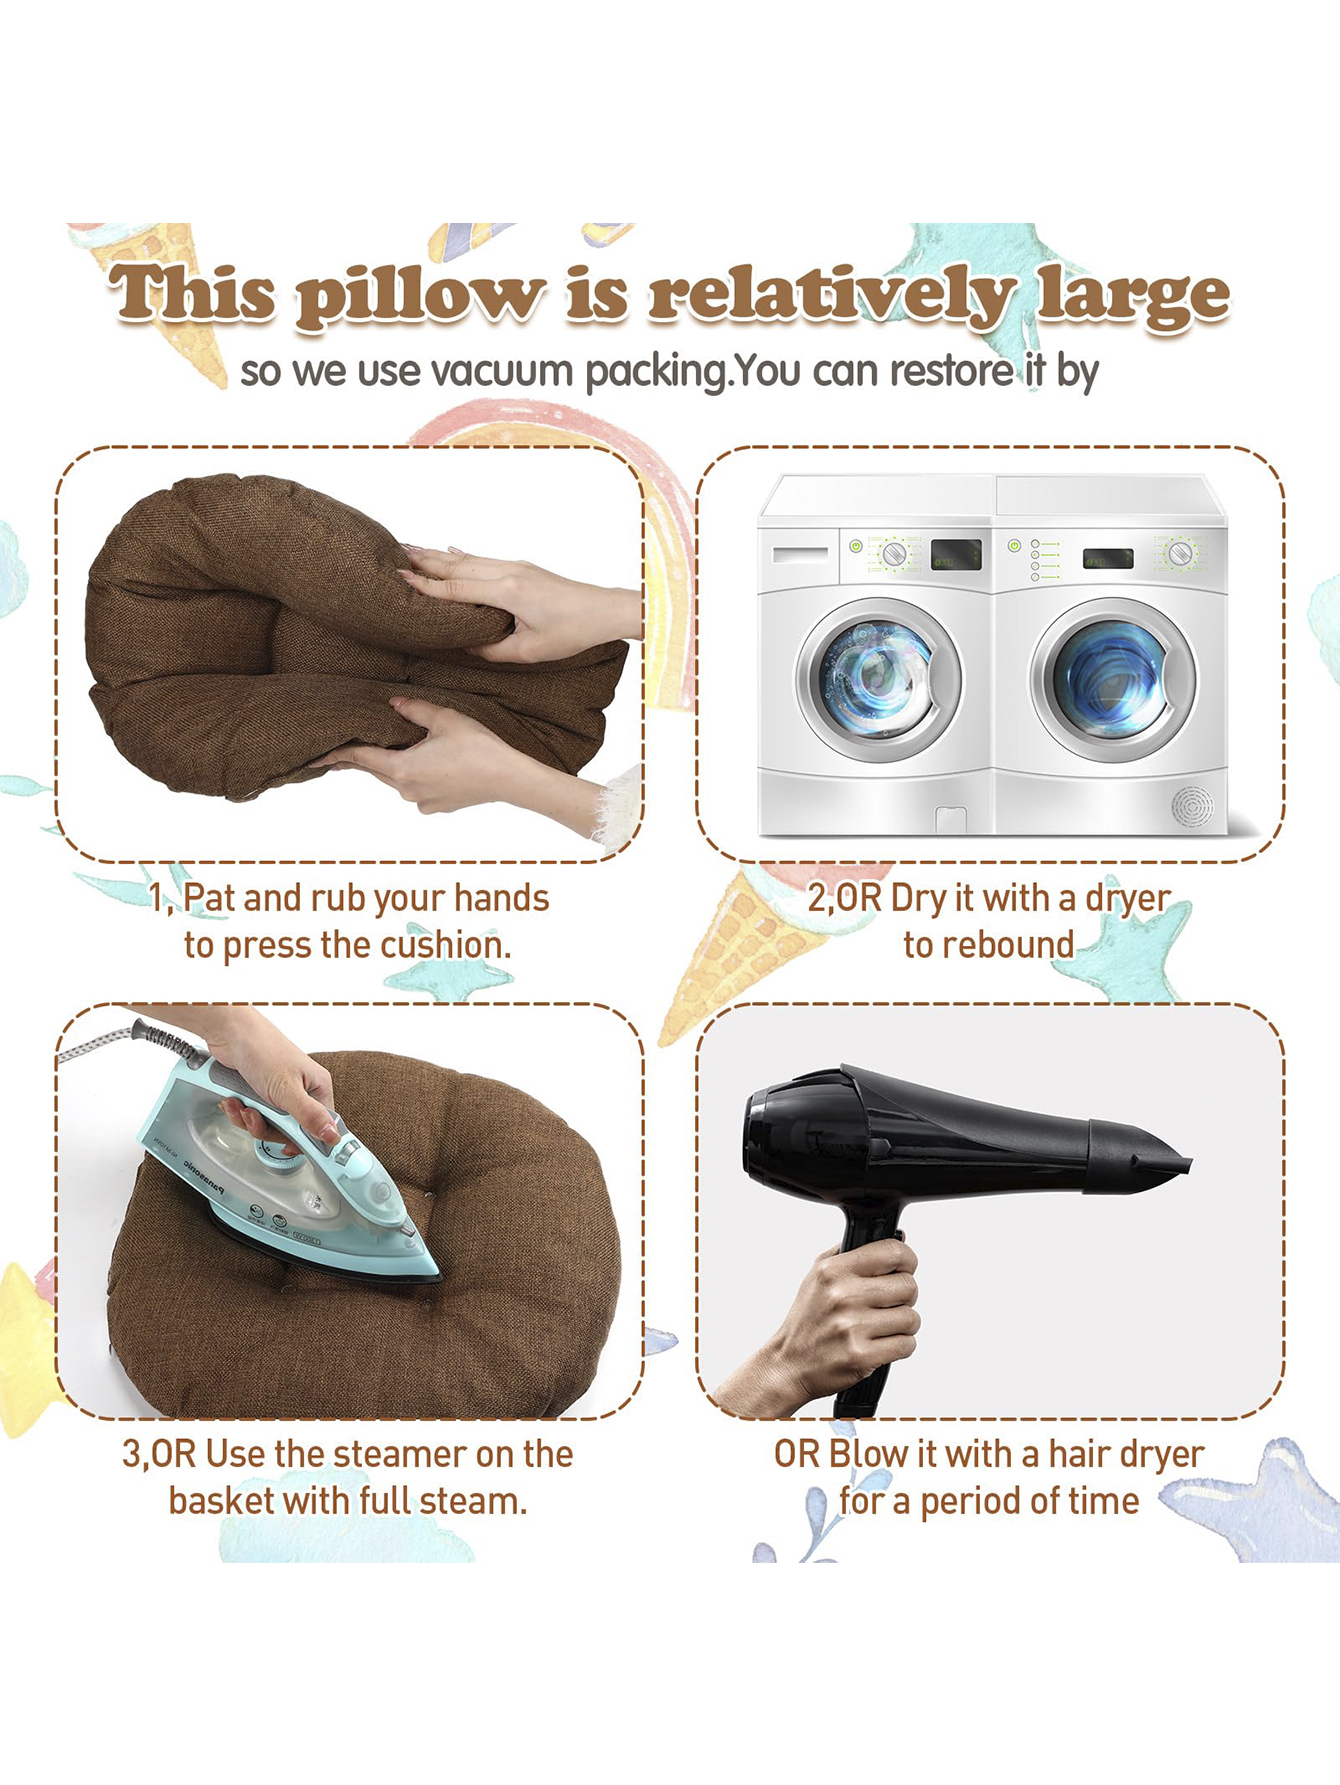 This pillow is relatively large
so we use vacuum packing.You can restore it by
1, Pat and rub your hands
to press the cushion.
2,OR Dry it with a dryer
to rebound
Panasonic
3,OR Use the steamer on the
basket with full steam.
OR Blow it with a hair dryer
for a period of time